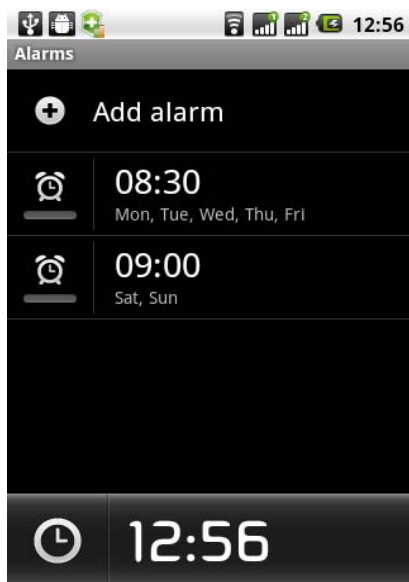 12:56
Alarms
Add alarm
08:30
Mon, Tue, Wed, Thu, Fri
09:00
Sat, Sun
12:56